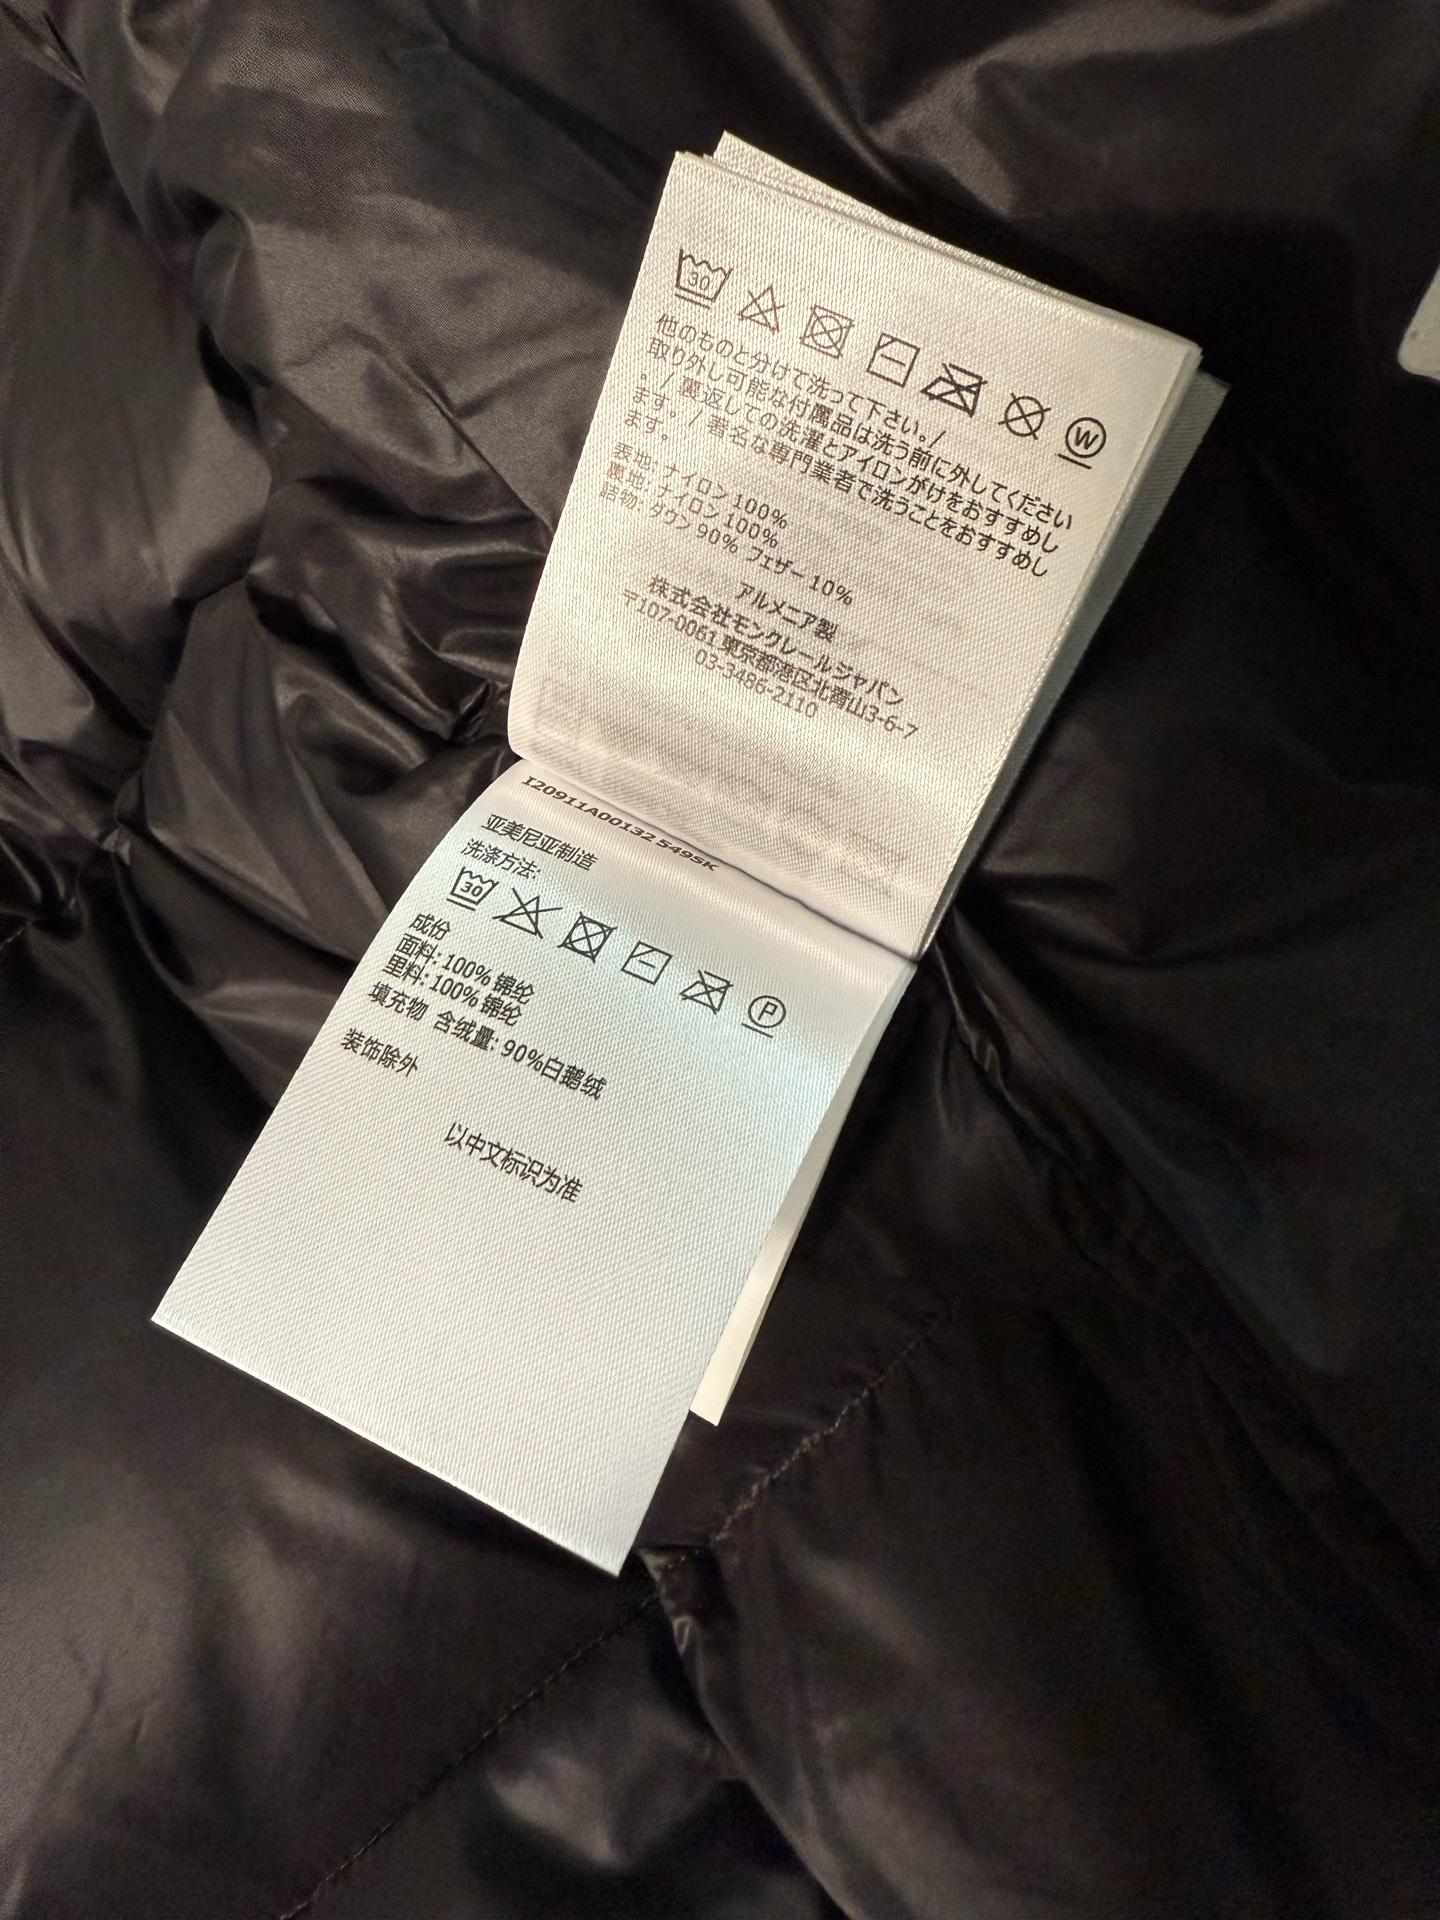 30
他のものと分けて洗って下さい。/
取り外し可能な付属品は洗う前に外してください
。/ 裏返しての洗濯とアイロンがけをおすすめし
ます。/ 著名な専門業者で洗うことをおすすめし
ます。
表地: ナイロン 100%
裏地: ナイロン 100%
詰物: ダウン 90% フェザー 10%
アルメニア製
株式会社モンクレールジャパン
〒107-0061 東京都港区北青山3-6-7
03-3486-2110
W
I20911A00132 549SK
亚美尼亚制造
洗涤方法:
30
P
成份
面料: 100% 锦纶
里料: 100% 锦纶
填充物 含绒量: 90%白鹅绒
装饰除外
以中文标识为准